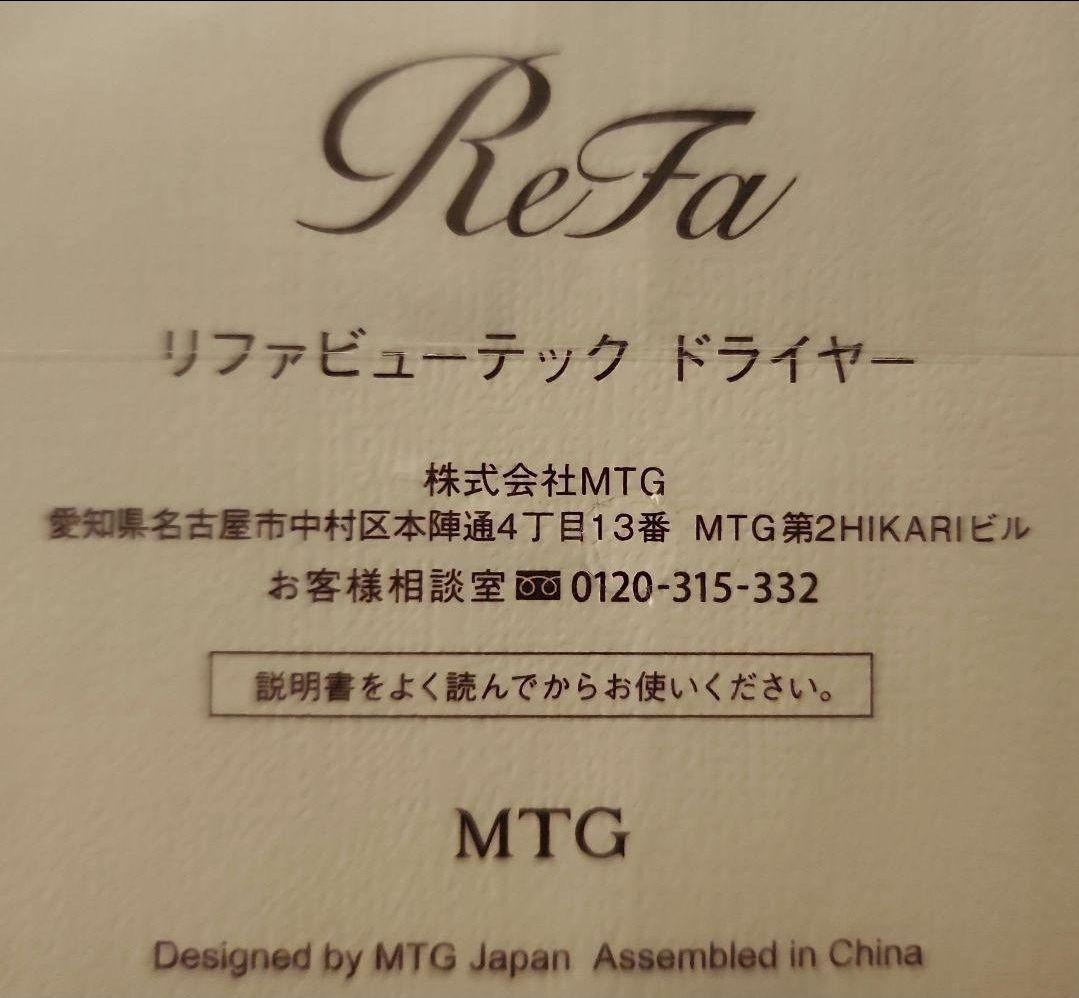 ReFa
リファビューテック ドライヤー
株式会社MTG
愛知県名古屋市中村区本陣通4丁目13番 MTG第2HIKARIビル
お客様相談室 0120-315-332
説明書をよく読んでからお使いください。
MTG
Designed by MTG Japan Assembled in China